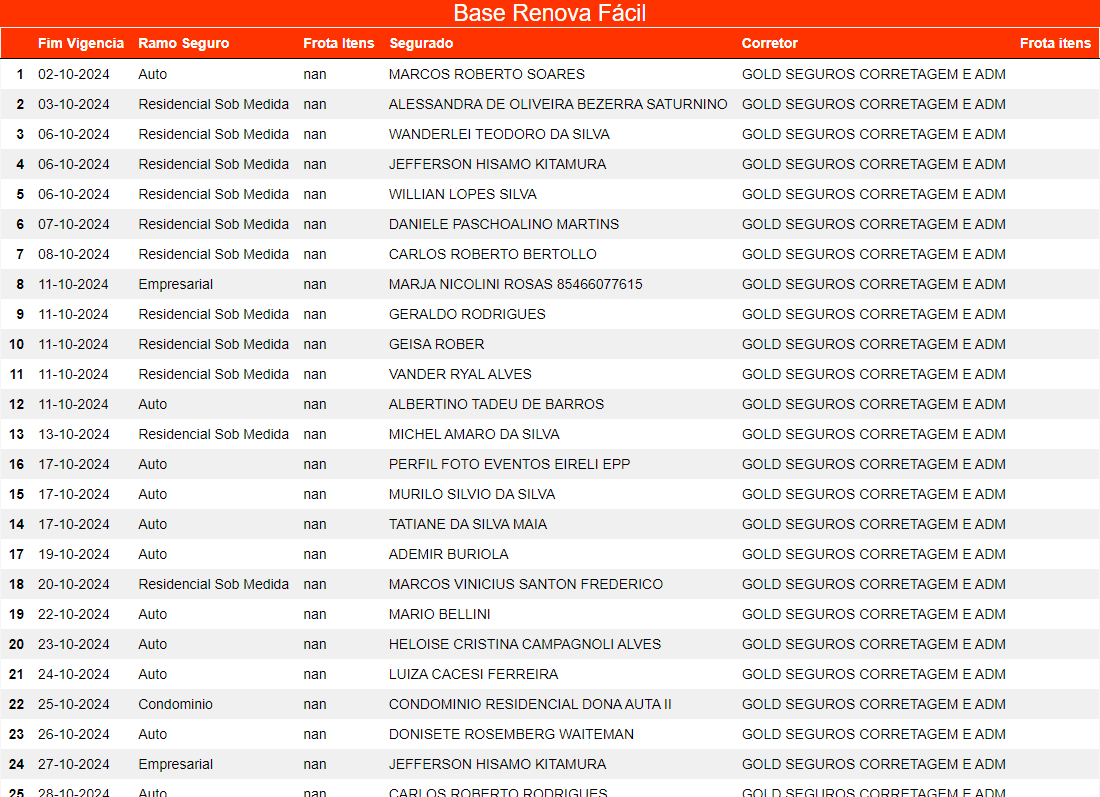 Base Renova Fácil
Fim Vigencia Ramo Seguro Frota Itens Segurado Corretor Frota itens
1 02-10-2024 Auto nan MARCOS ROBERTO SOARES GOLD SEGUROS CORRETAGEM E ADM
2 03-10-2024 Residencial Sob Medida nan ALESSANDRA DE OLIVEIRA BEZERRA SATURNINO GOLD SEGUROS CORRETAGEM E ADM
3 06-10-2024 Residencial Sob Medida nan WANDERLEI TEODORO DA SILVA GOLD SEGUROS CORRETAGEM E ADM
4 06-10-2024 Residencial Sob Medida nan JEFFERSON HISAMO KITAMURA GOLD SEGUROS CORRETAGEM E ADM
5 06-10-2024 Residencial Sob Medida nan WILLIAN LOPES SILVA GOLD SEGUROS CORRETAGEM E ADM
6 07-10-2024 Residencial Sob Medida nan DANIELE PASCHOALINO MARTINS GOLD SEGUROS CORRETAGEM E ADM
7 08-10-2024 Residencial Sob Medida nan CARLOS ROBERTO BERTOLLO GOLD SEGUROS CORRETAGEM E ADM
8 11-10-2024 Empresarial nan MARJA NICOLINI ROSAS 85466077615 GOLD SEGUROS CORRETAGEM E ADM
9 11-10-2024 Residencial Sob Medida nan GERALDO RODRIGUES GOLD SEGUROS CORRETAGEM E ADM
10 11-10-2024 Residencial Sob Medida nan GEISA ROBER GOLD SEGUROS CORRETAGEM E ADM
11 11-10-2024 Residencial Sob Medida nan VANDER RYAL ALVES GOLD SEGUROS CORRETAGEM E ADM
12 11-10-2024 Auto nan ALBERTINO TADEU DE BARROS GOLD SEGUROS CORRETAGEM E ADM
13 13-10-2024 Residencial Sob Medida nan MICHEL AMARO DA SILVA GOLD SEGUROS CORRETAGEM E ADM
16 17-10-2024 Auto nan PERFIL FOTO EVENTOS EIRELI EPP GOLD SEGUROS CORRETAGEM E ADM
15 17-10-2024 Auto nan MURILO SILVIO DA SILVA GOLD SEGUROS CORRETAGEM E ADM
14 17-10-2024 Auto nan TATIANE DA SILVA MAIA GOLD SEGUROS CORRETAGEM E ADM
17 19-10-2024 Auto nan ADEMIR BURIOLA GOLD SEGUROS CORRETAGEM E ADM
18 20-10-2024 Residencial Sob Medida nan MARCOS VINICIUS SANTON FREDERICO GOLD SEGUROS CORRETAGEM E ADM
19 22-10-2024 Auto nan MARIO BELLINI GOLD SEGUROS CORRETAGEM E ADM
20 23-10-2024 Auto nan HELOISE CRISTINA CAMPAGNOLI ALVES GOLD SEGUROS CORRETAGEM E ADM
21 24-10-2024 Auto nan LUIZA CACESI FERREIRA GOLD SEGUROS CORRETAGEM E ADM
22 25-10-2024 Condominio nan CONDOMINIO RESIDENCIAL DONA AUTA II GOLD SEGUROS CORRETAGEM E ADM
23 26-10-2024 Auto nan DONISETE ROSEMBERG WAITEMAN GOLD SEGUROS CORRETAGEM E ADM
24 27-10-2024 Empresarial nan JEFFERSON HISAMO KITAMURA GOLD SEGUROS CORRETAGEM E ADM
25 28-10-2024 Auto nan CARLOS ROBERTO RODRIGUES GOLD SEGUROS CORRETAGEM E ADM